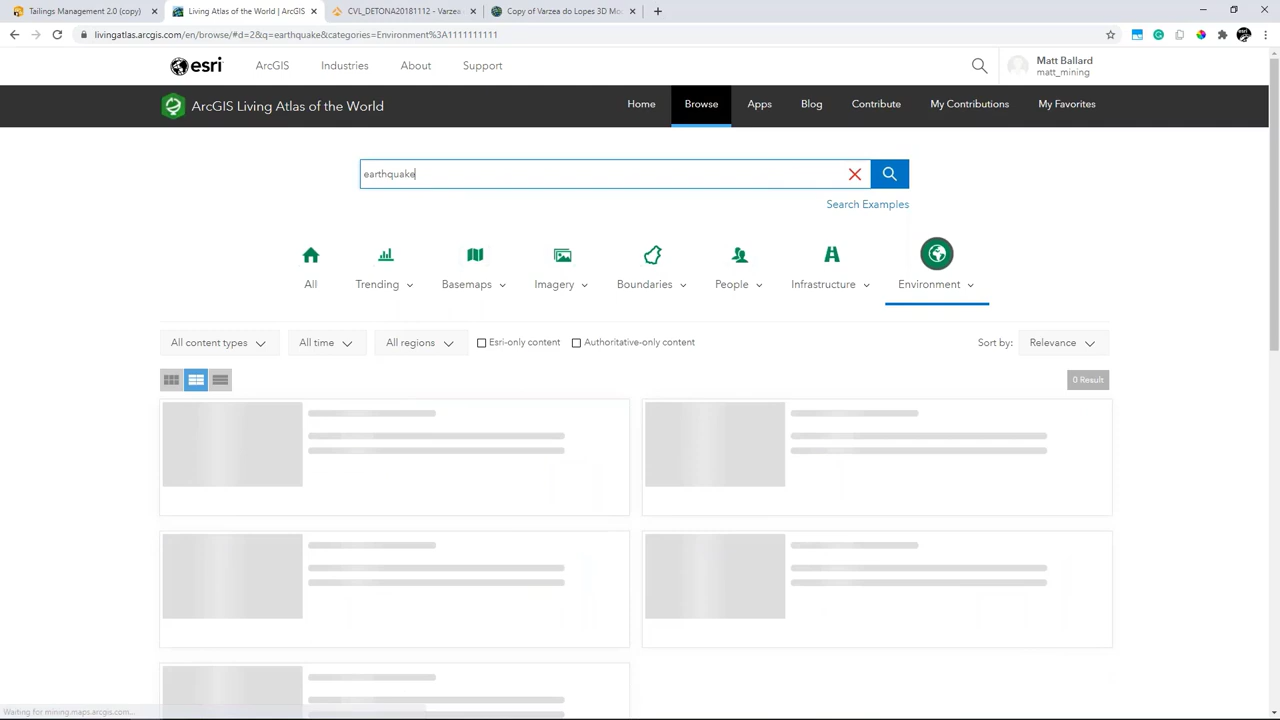 Tailings Management 2.0 (copy)
Living Atlas of the World | ArcGIS
CVL_DETONA20181112 - Varzea
Copy of Varzea do Lopes 3D Mo
livingatlas.arcgis.com/en/browse/#d=2&q=earthquake&categories=Environment%3A1111111111
esri
ArcGIS
Industries
About
Support
Matt Ballard
matt_mining
ArcGIS Living Atlas of the World
Home
Browse
Apps
Blog
Contribute
My Contributions
My Favorites
earthquake
Search Examples
All
Trending
Basemaps
Imagery
Boundaries
People
Infrastructure
Environment
All content types
All time
All regions
Esri-only content
Authoritative-only content
Sort by:
Relevance
0 Result
Waiting for mining.maps.arcgis.com...